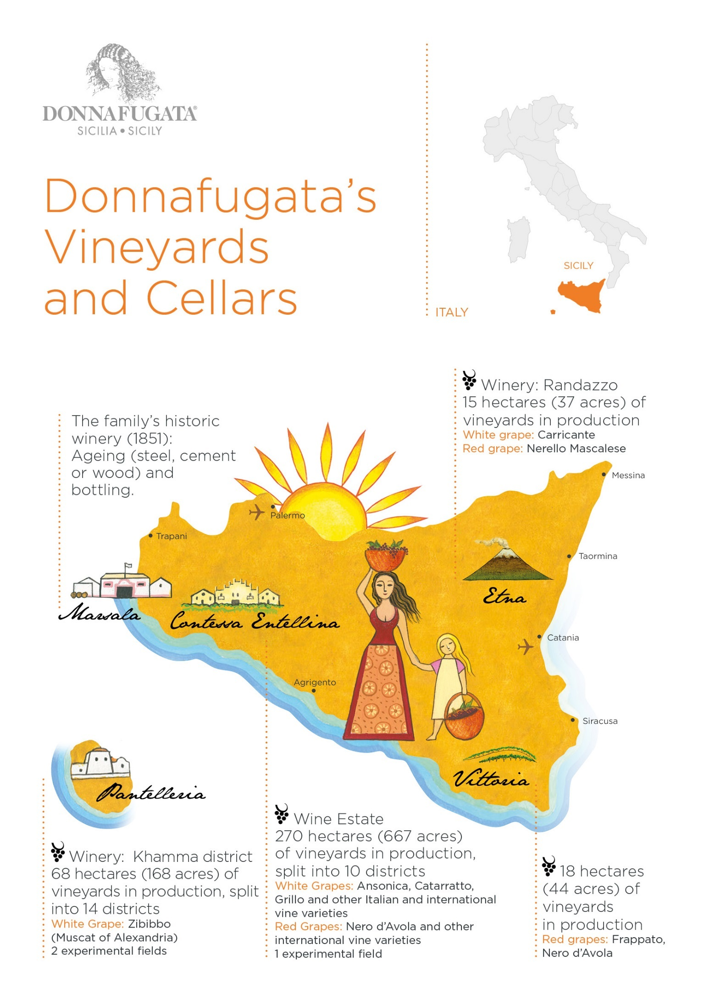 DONNAFUGATA®
SICILIA • SICILY
Donnafugata's
Vineyards
and Cellars
SICILY
ITALY
Winery: Randazzo
15 hectares (37 acres) of
vineyards in production
White grape: Carricante
Red grape: Nerello Mascalese
The family's historic
winery (1851):
Ageing (steel, cement
or wood) and
bottling.
Messina
Palermo
Trapani
Taormina
Etna
Marsala
Contessa Entellina
Catania
Agrigento
Siracusa
Vittoria
Pantelleria
Winery: Khamma district
68 hectares (168 acres) of
vineyards in production, split
into 14 districts
White Grape: Zibibbo
(Muscat of Alexandria)
2 experimental fields
Wine Estate
270 hectares (667 acres)
of vineyards in production,
split into 10 districts
White Grapes: Ansonica, Catarratto,
Grillo and other Italian and international
vine varieties
Red Grapes: Nero d'Avola and other
international vine varieties
1 experimental field
18 hectares
(44 acres) of
vineyards
in production
Red grapes: Frappato,
Nero d'Avola